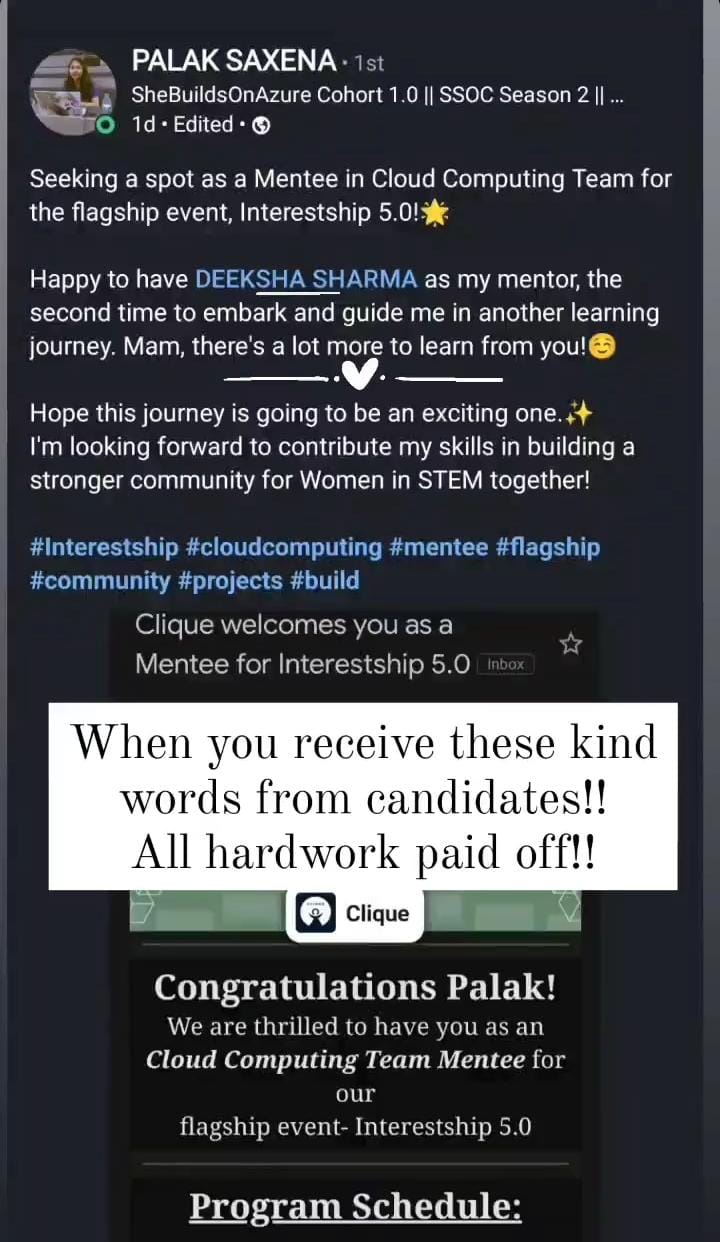 PALAK SAXENA • 1st
SheBuildsOnAzure Cohort 1.0 || SSOC Season 2 || ...
1d • Edited •
Seeking a spot as a Mentee in Cloud Computing Team for
the flagship event, Interestship 5.0!🌟
Happy to have DEEKSHA SHARMA as my mentor, the
second time to embark and guide me in another learning
journey. Mam, there's a lot more to learn from you!☺️
Hope this journey is going to be an exciting one.✨
I'm looking forward to contribute my skills in building a
stronger community for Women in STEM together!
#Interestship #cloudcomputing #mentee #flagship
#community #projects #build
Clique welcomes you as a
Mentee for Interestship 5.0 Inbox
When you receive these kind
words from candidates!!
All hardwork paid off!!
Clique
Congratulations Palak!
We are thrilled to have you as an
Cloud Computing Team Mentee for
our
flagship event- Interestship 5.0
Program Schedule: